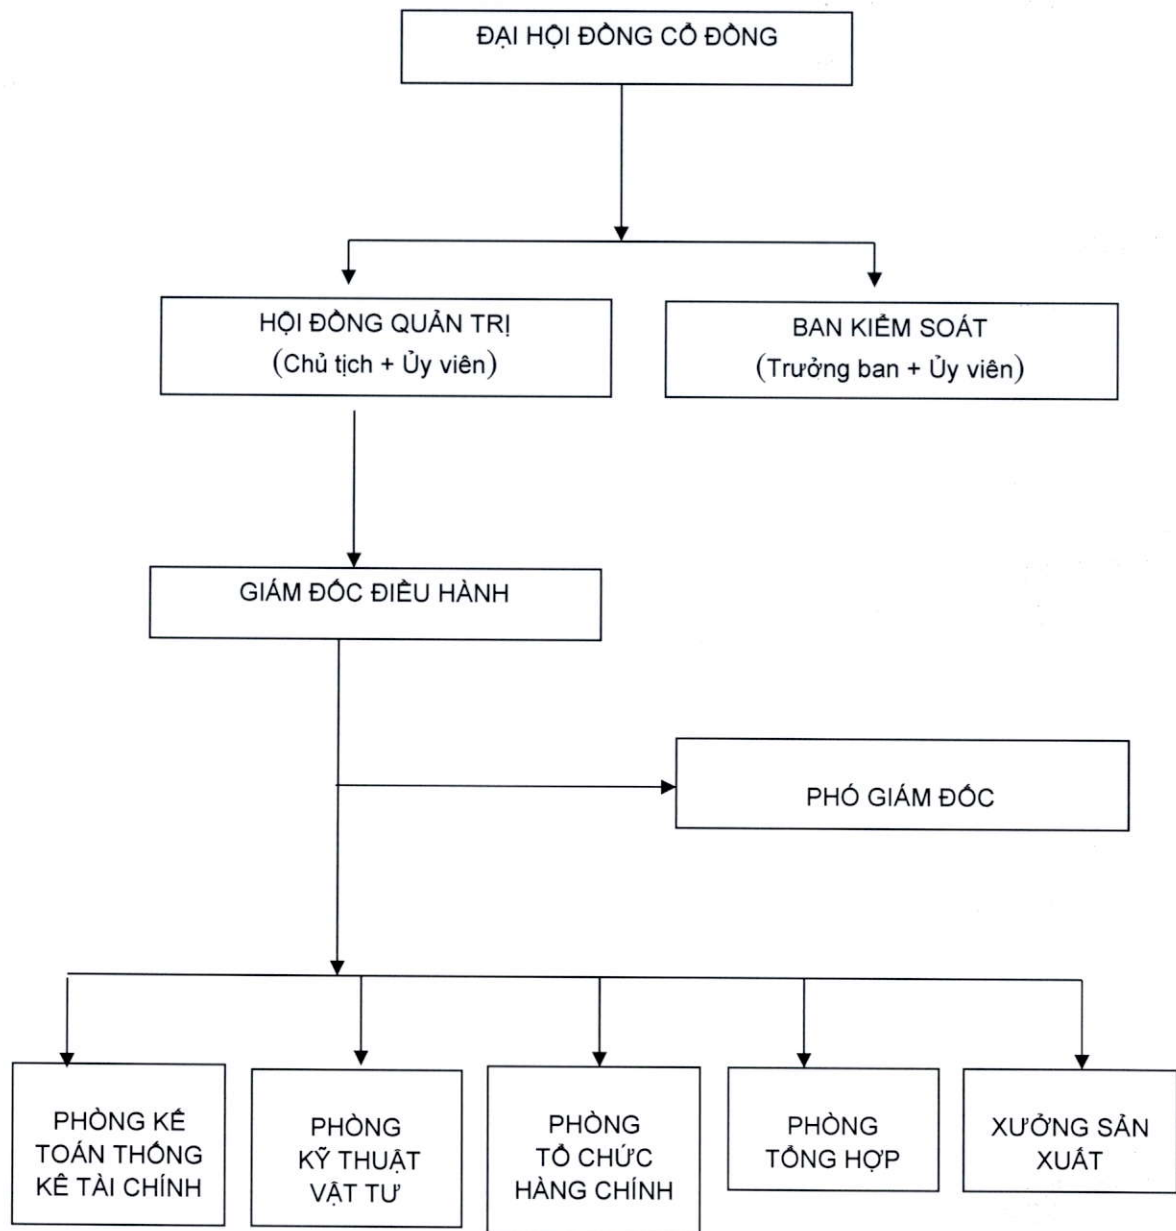 ĐẠI HỘI ĐỒNG CỔ ĐÔNG
HỘI ĐỒNG QUẢN TRỊ
(Chủ tịch + Ủy viên)
BAN KIỂM SOÁT
(Trưởng ban + Ủy viên)
GIÁM ĐỐC ĐIỀU HÀNH
PHÓ GIÁM ĐỐC
PHÒNG KẾ
TOÁN THỐNG
KÊ TÀI CHÍNH
PHÒNG
KỸ THUẬT
VẬT TƯ
PHÒNG
TỔ CHỨC
HÀNG CHÍNH
PHÒNG
TỔNG HỢP
XƯỞNG SẢN
XUẤT